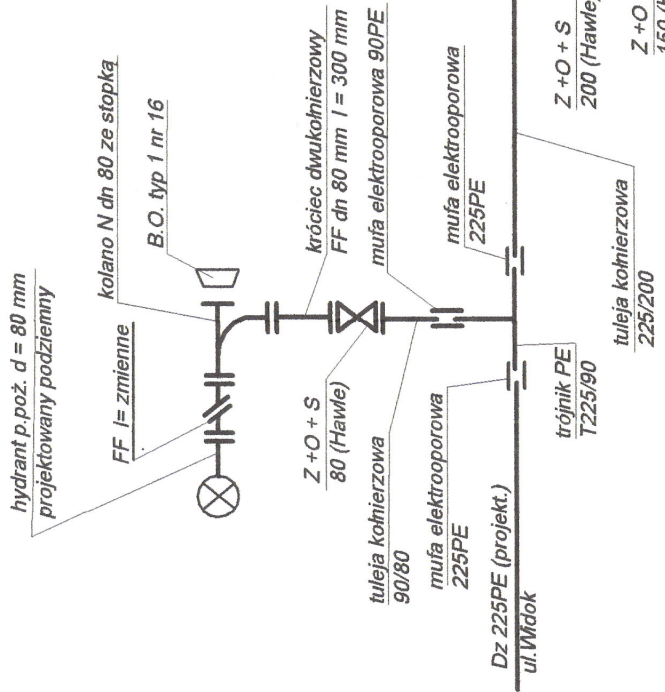 hydrant p.poż. d = 80 mm
projektowany podziemny
FF l= zmienne
kolano N dn 80 ze stopką
B.O. typ 1 nr 16
króciec dwukołnierzowy
FF dn 80 mm l = 300 mm
Z +O + S
80 (Hawle)
mufa elektrooporowa 90PE
tuleja kołnierzowa
90/80
mufa elektrooporowa
225PE
mufa elektrooporowa
225PE
Dz 225PE (projekt.)
ul.Widok
trójnik PE
T225/90
tuleja kołnierzowa
225/200
Z +O + S
200 (Hawle)
Z +O